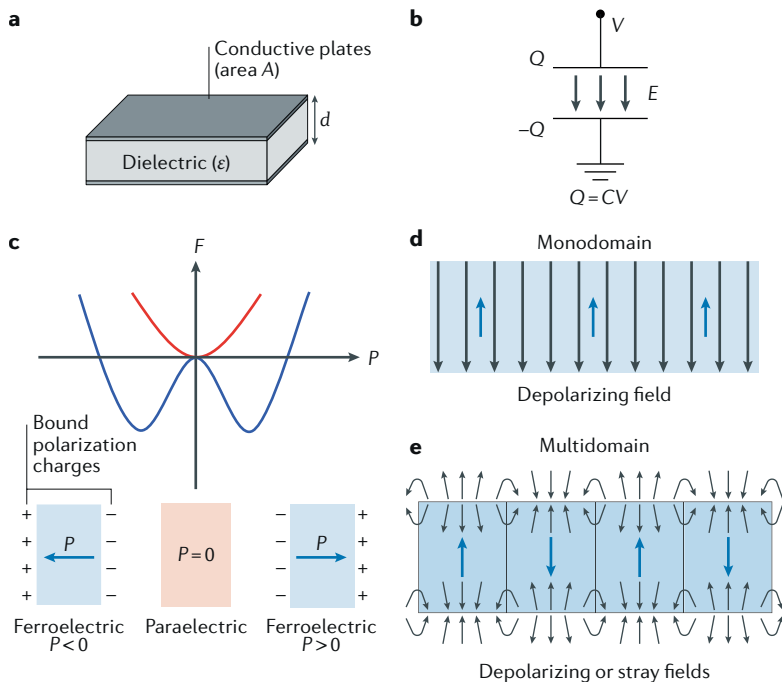 a
Conductive plates
(area A)
d
Dielectric (ε)
b
V
Q
E
–Q
Q=CV
c
F
P
Bound
polarization
charges
+ –
+ –
+ –
+ –
P
P=0
– +
– +
– +
– +
P
Ferroelectric
P<0
Paraelectric
Ferroelectric
P>0
d
Monodomain
Depolarizing field
e
Multidomain
Depolarizing or stray fields